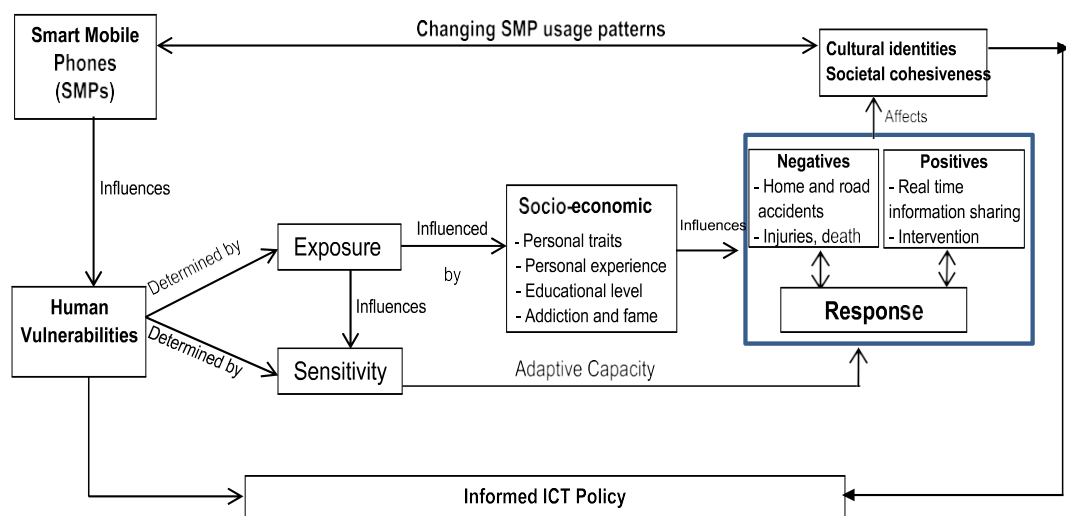 Smart Mobile
Phones
(SMPs)
Changing SMP usage patterns
Cultural identities
Societal cohesiveness
Affects
Influences
Negatives
- Home and road
accidents
- Injuries, death
Positives
- Real time
information sharing
- Intervention
Response
Socio-economic
- Personal traits
- Personal experience
- Educational level
- Addiction and fame
Influences
Influenced
by
Exposure
Determined by
Influences
Human
Vulnerabilities
Determined by
Sensitivity
Adaptive Capacity
Informed ICT Policy